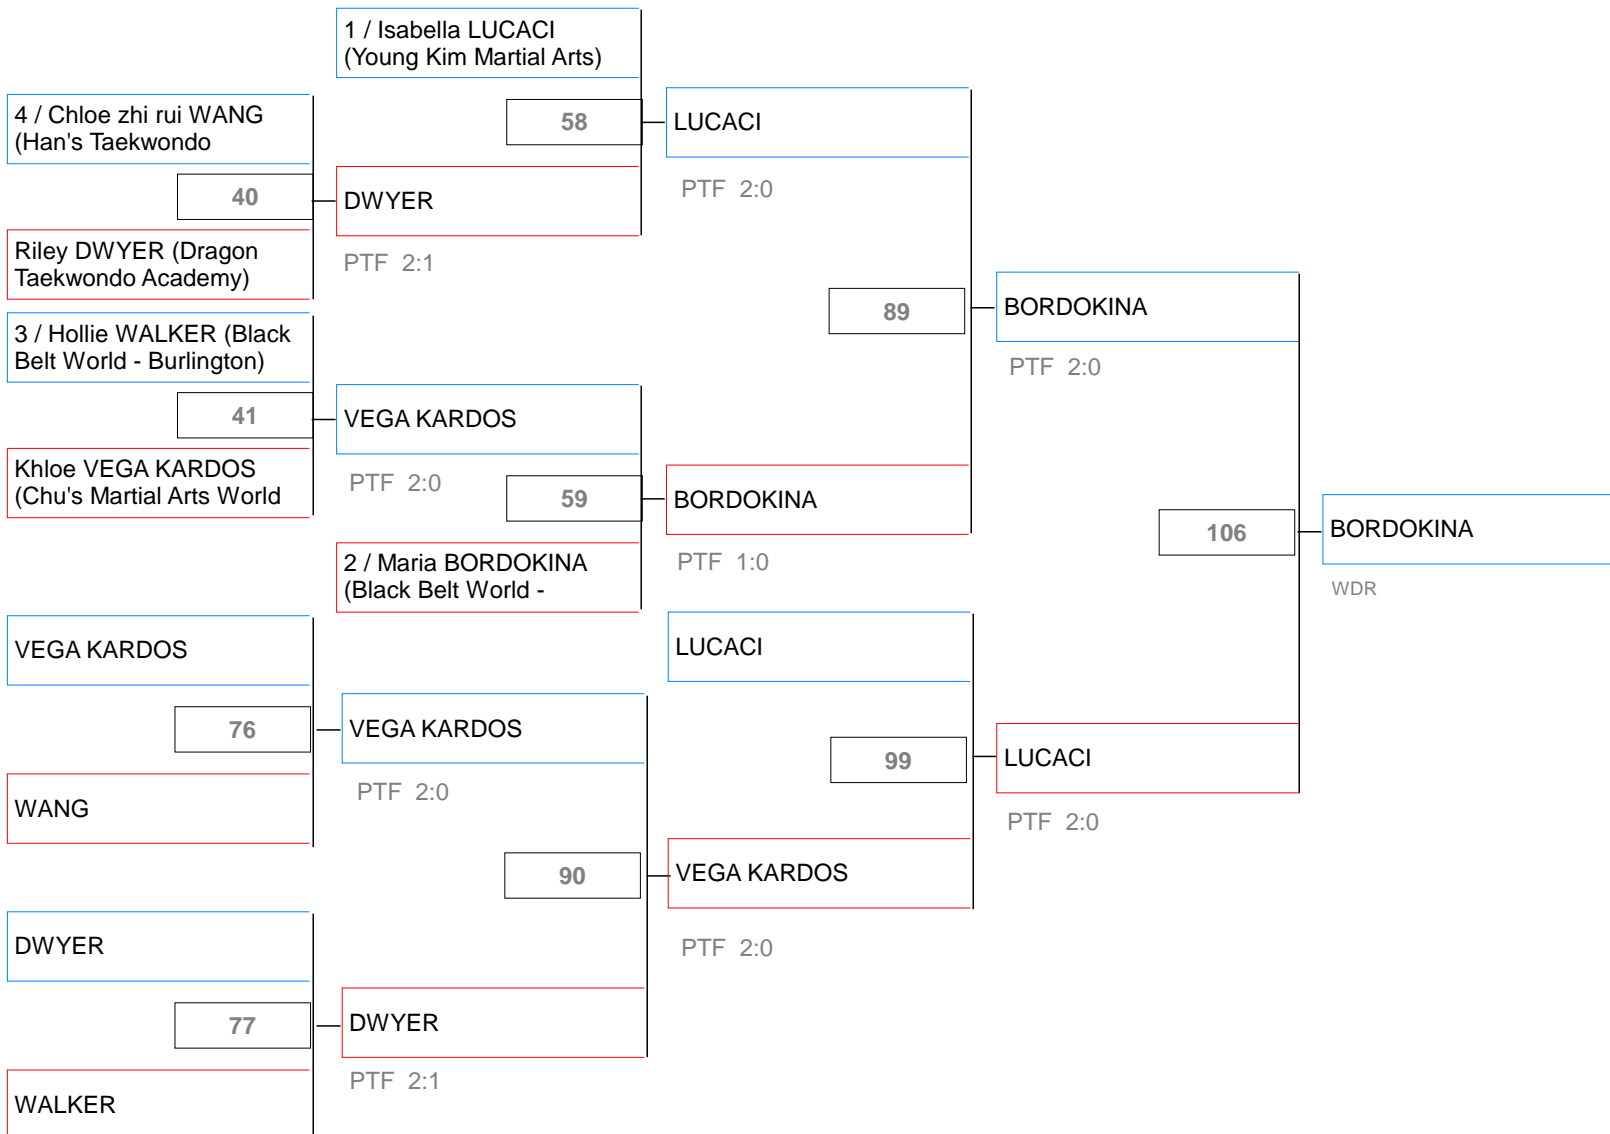 1 / Isabella LUCACI
(Young Kim Martial Arts)
4 / Chloe zhi rui WANG
(Han's Taekwondo
58
LUCACI
PTF 2:0
40
DWYER
PTF 2:1
Riley DWYER (Dragon
Taekwondo Academy)
3 / Hollie WALKER (Black
Belt World - Burlington)
89
BORDOKINA
PTF 2:0
41
VEGA KARDOS
PTF 2:0
Khloe VEGA KARDOS
(Chu's Martial Arts World
59
BORDOKINA
PTF 1:0
2 / Maria BORDOKINA
(Black Belt World -
106
BORDOKINA
WDR
VEGA KARDOS
LUCACI
76
VEGA KARDOS
PTF 2:0
WANG
99
LUCACI
PTF 2:0
90
VEGA KARDOS
PTF 2:0
DWYER
77
DWYER
PTF 2:1
WALKER